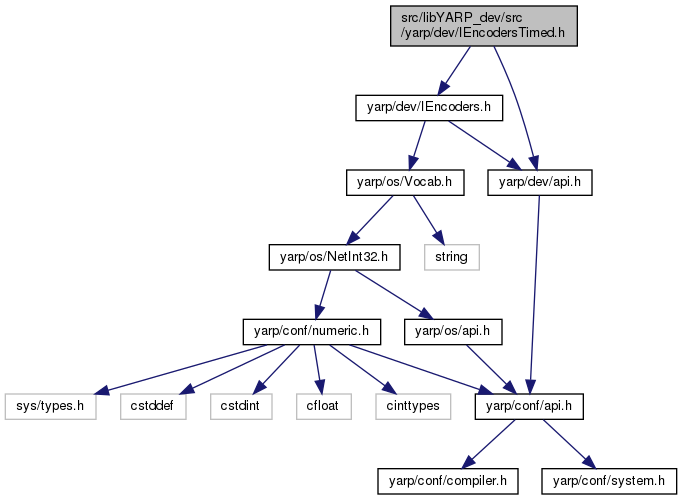 src/libYARP_dev/src
/yarp/dev/IEncodersTimed.h
yarp/dev/IEncoders.h
yarp/os/Vocab.h
yarp/dev/api.h
yarp/os/NetInt32.h
string
yarp/conf/numeric.h
yarp/os/api.h
sys/types.h
cstddef
cstdint
cfloat
cinttypes
yarp/conf/api.h
yarp/conf/compiler.h
yarp/conf/system.h